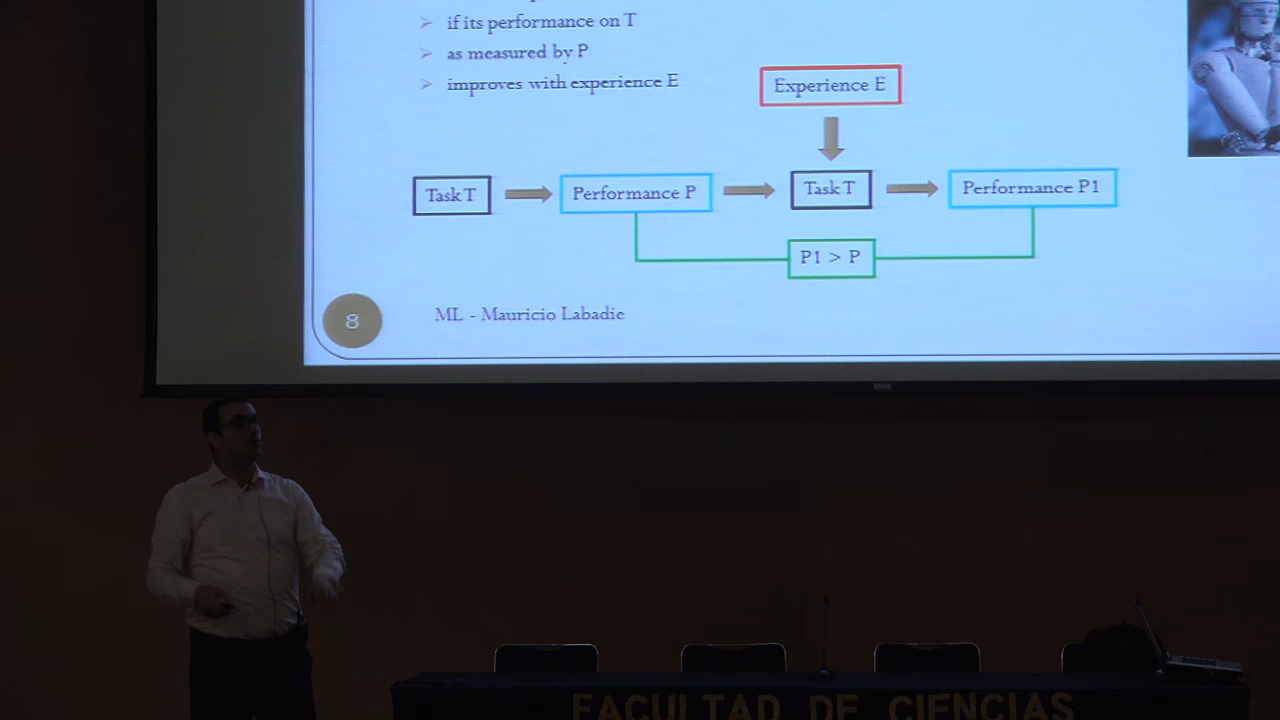 if its performance on T
as measured by P
improves with experience E
Experience E
Task T
Performance P
Task T
Performance P1
P1 > P
8
ML - Mauricio Labadie
FACULTAD DE CIENCIAS